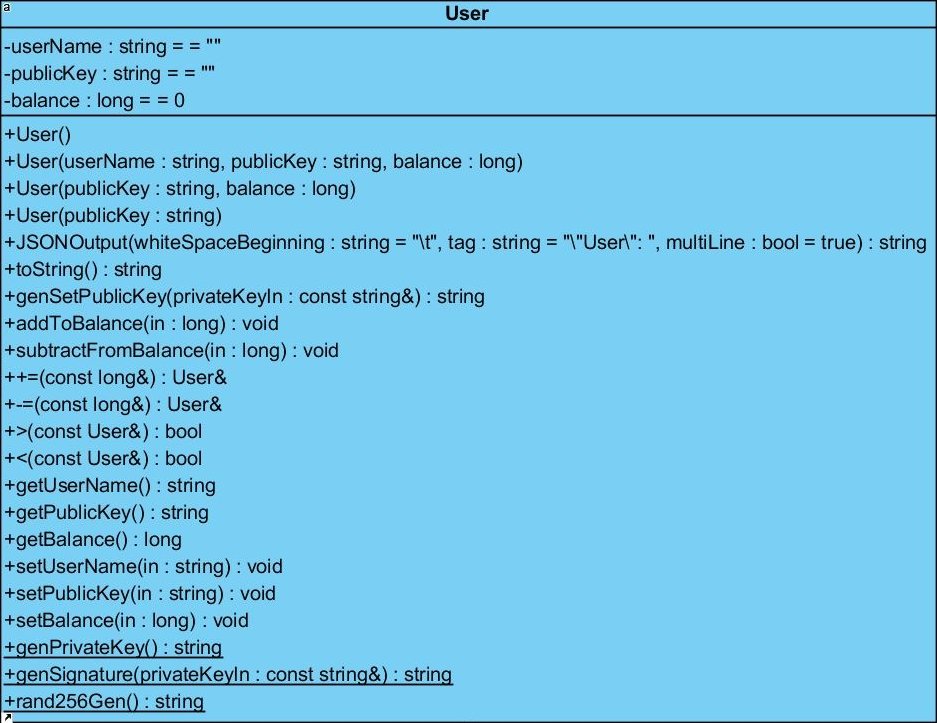 a
User
-userName : string = = ""
-publicKey : string = = ""
-balance : long = = 0
+User()
+User(userName : string, publicKey : string, balance : long)
+User(publicKey : string, balance : long)
+User(publicKey : string)
+JSONOutput(whiteSpaceBeginning : string = "\t", tag : string = "\"User\": ", multiLine : bool = true) : string
+toString() : string
+genSetPublicKey(privateKeyIn : const string&) : string
+addToBalance(in : long) : void
+subtractFromBalance(in : long) : void
++=(const long&) : User&
+-=(const long&) : User&
+>(const User&) : bool
+<(const User&) : bool
+getUserName() : string
+getPublicKey() : string
+getBalance() : long
+setUserName(in : string) : void
+setPublicKey(in : string) : void
+setBalance(in : long) : void
+genPrivateKey() : string
+genSignature(privateKeyIn : const string&) : string
+rand256Gen() : string